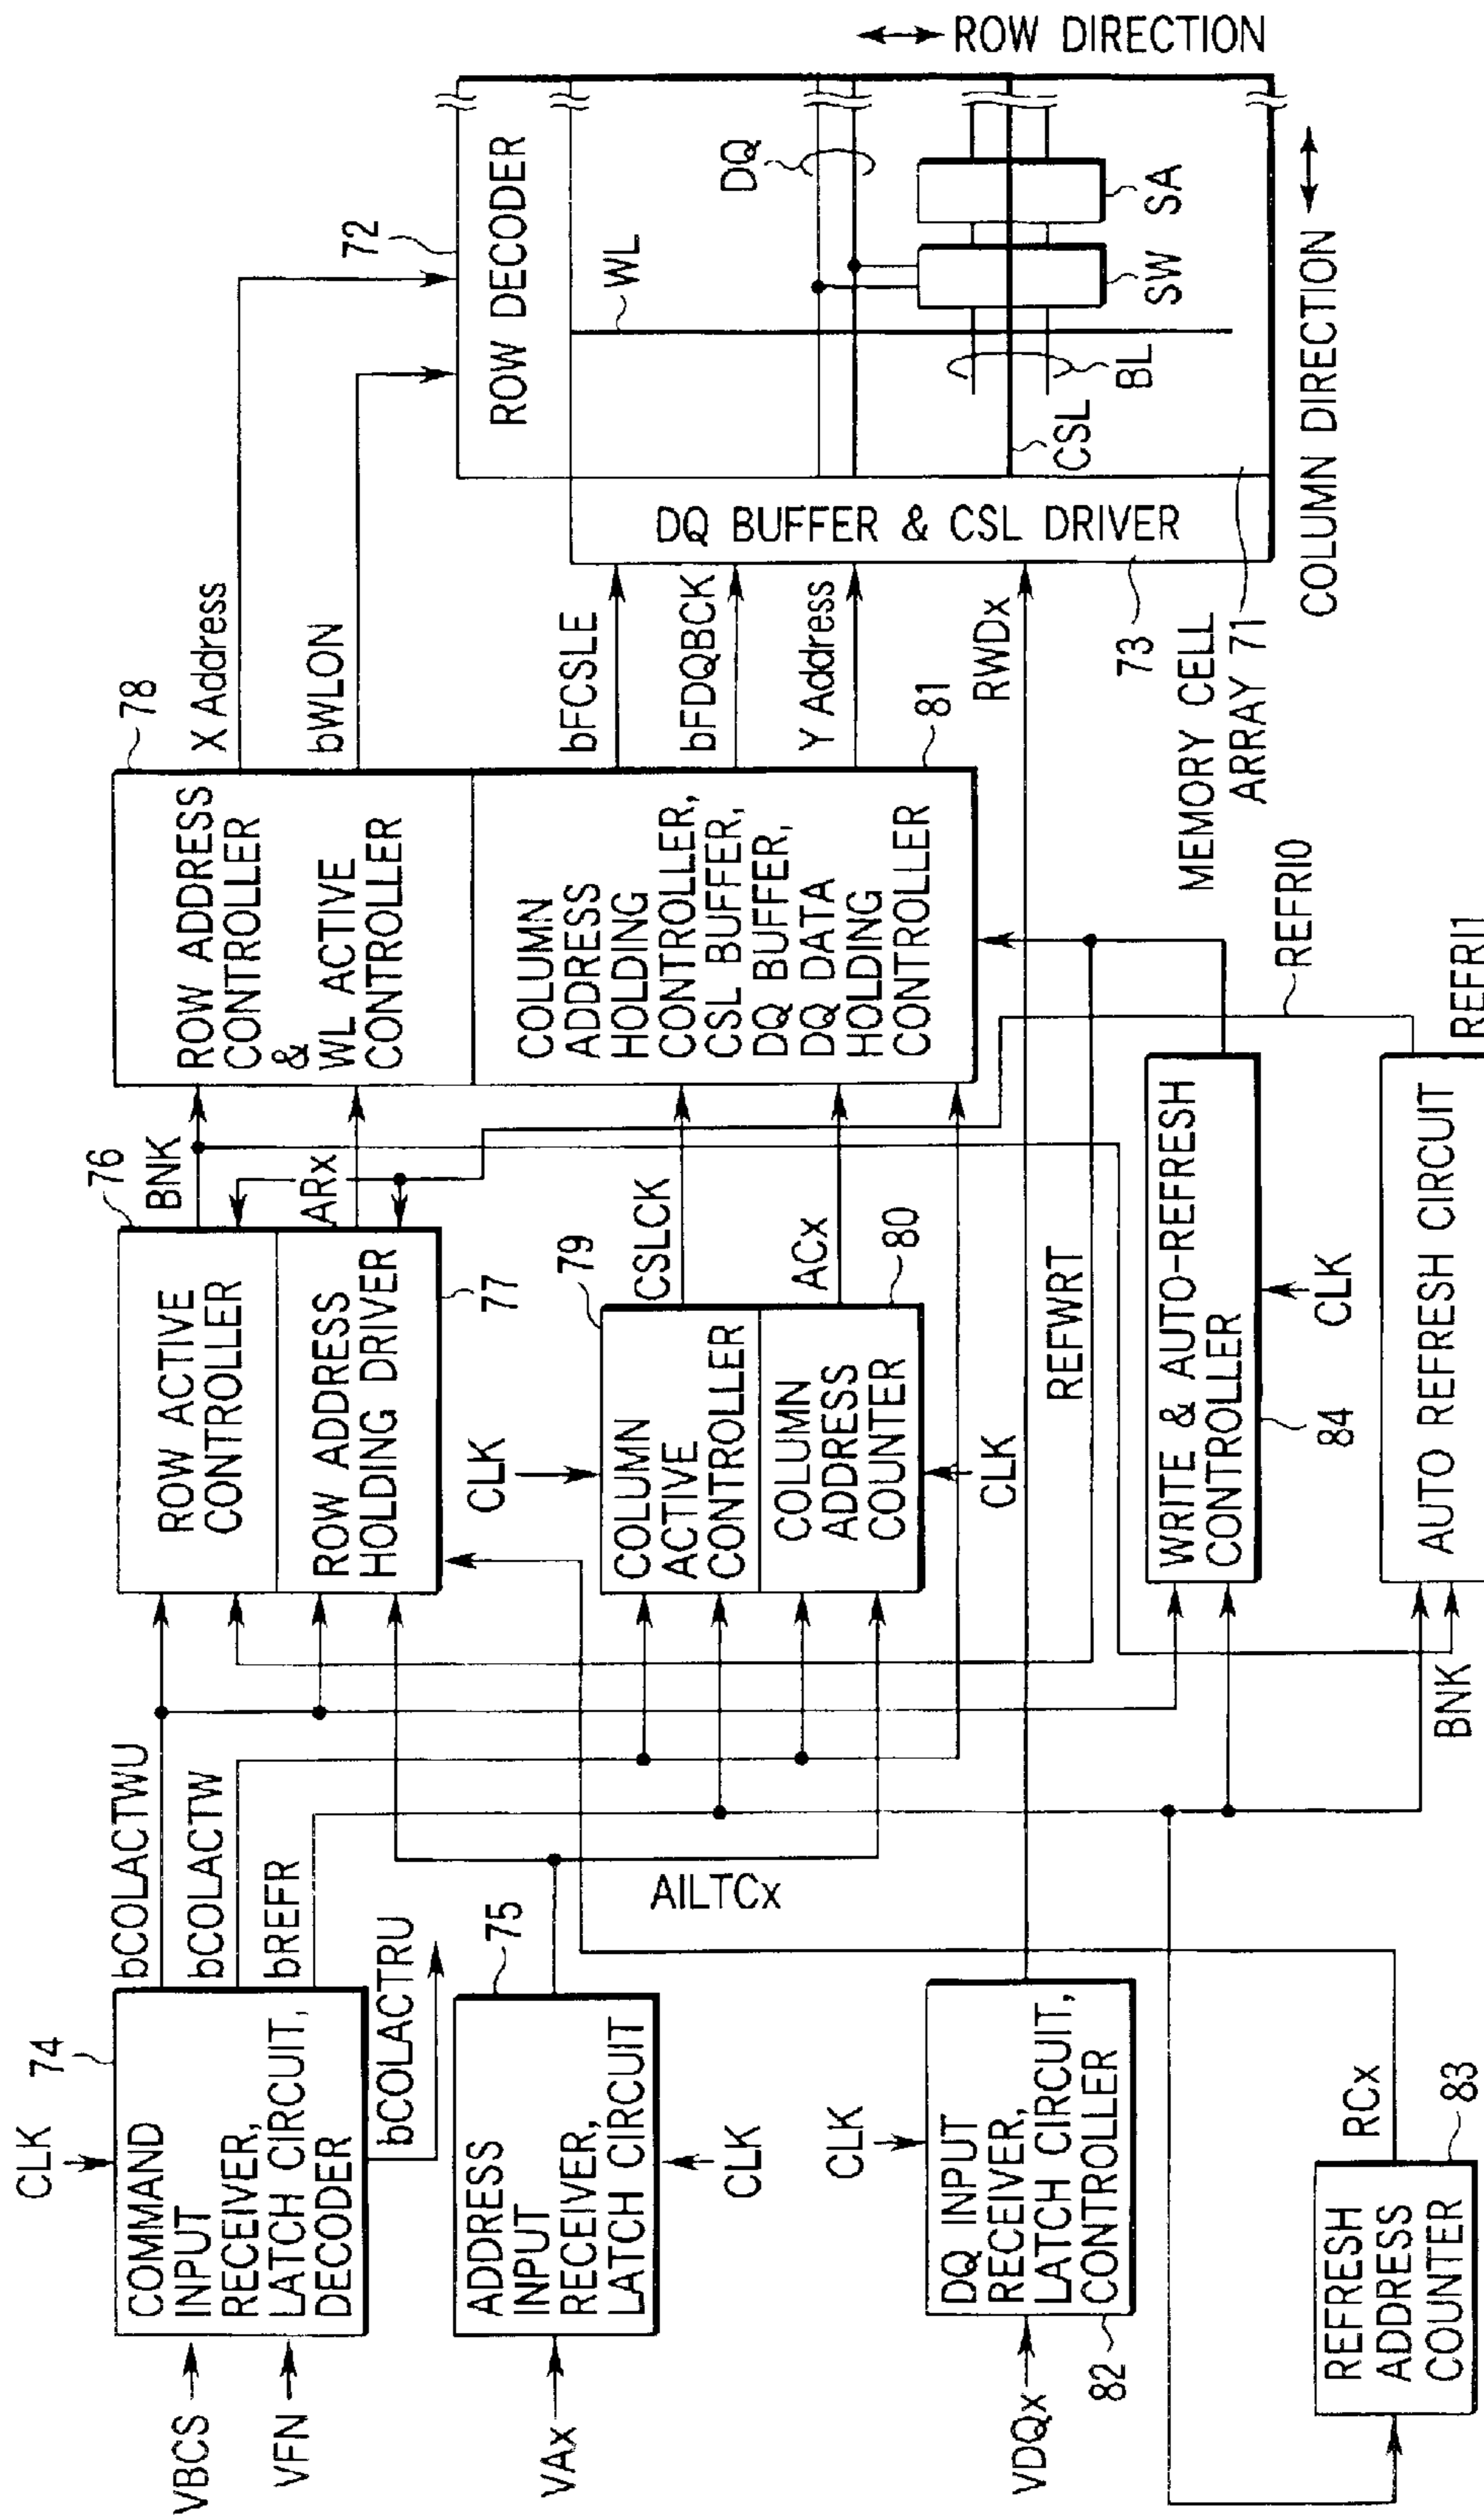 CLK
74
VBCS
VFN
COMMAND
INPUT
RECEIVER,
LATCH CIRCUIT,
DECODER
bCOLACTWU
bCOLACTW
bREFR
bCOLACTRU
VAx
ADDRESS
INPUT
RECEIVER,
LATCH CIRCUIT
75
CLK
AILTCx
CLK
VDQx
DQ INPUT
RECEIVER,
LATCH CIRCUIT,
CONTROLLER
82
REFRESH
ADDRESS
COUNTER
83
RCx
76
ROW ACTIVE
CONTROLLER
ROW ADDRESS
HOLDING DRIVER
77
BNK
ARx
CLK
79
COLUMN
ACTIVE
CONTROLLER
COLUMN
ADDRESS
COUNTER
80
CLK
CSLCK
ACx
REFWRT
WRITE & AUTO-REFRESH
CONTROLLER
84
CLK
BNK
AUTO REFRESH CIRCUIT
REFRI0
REFRI1
78
ROW ADDRESS
CONTROLLER
&
WL ACTIVE
CONTROLLER
COLUMN
ADDRESS
HOLDING
CONTROLLER,
CSL BUFFER,
DQ BUFFER,
DQ DATA
HOLDING
CONTROLLER
81
X Address
bWLON
bFCSLE
bFDQBCK
Y Address
RWDx
72
ROW DECODER
DQ BUFFER & CSL DRIVER
73
WL
DQ
CSL
BL
SW
SA
MEMORY CELL
ARRAY 71
COLUMN DIRECTION
ROW DIRECTION